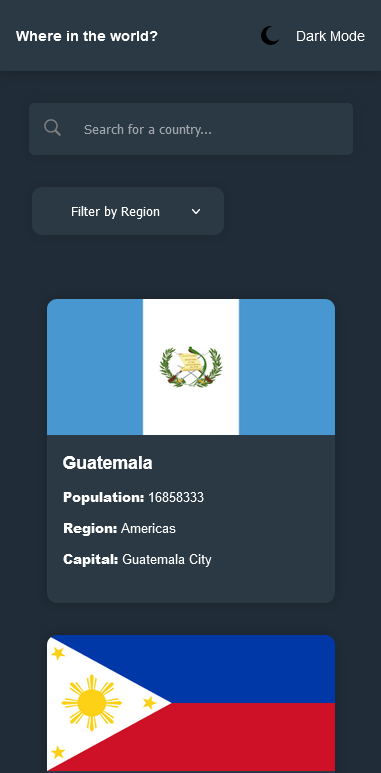 Where in the world?
Dark Mode
Search for a country...
Filter by Region
Guatemala
Population: 16858333
Region: Americas
Capital: Guatemala City